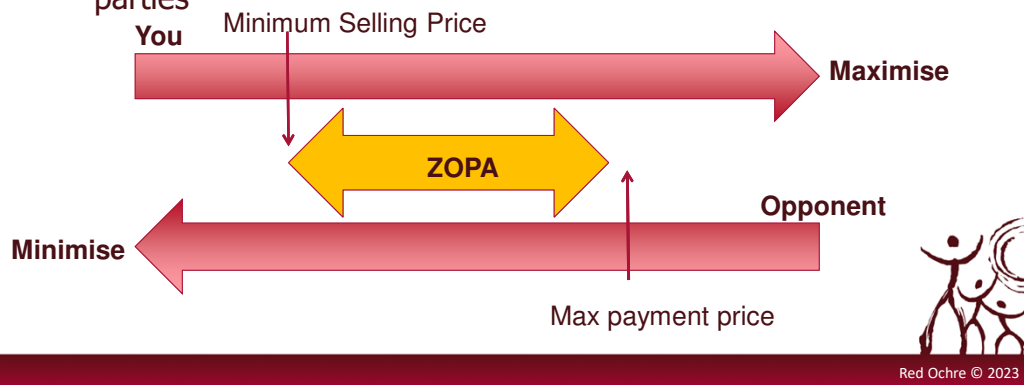 parties
You
Minimum Selling Price
Maximise
ZOPA
Opponent
Minimise
Max payment price
Red Ochre © 2023